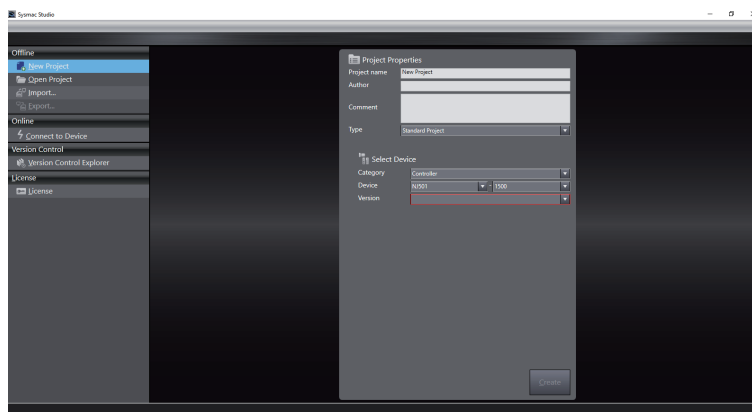 Sysmac Studio
Offline
New Project
Open Project
Import...
Export...
Online
Connect to Device
Version Control
Version Control Explorer
License
License
Project Properties
Project name New Project
Author
Comment
Type Standard Project
Select Device
Category Controller
Device NJ501 - 1500
Version
Create